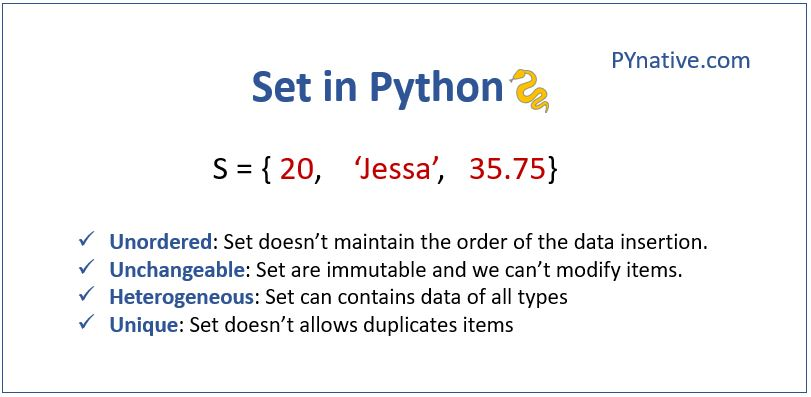 PYnative.com
Set in Python
S = { 20, ‘Jessa’, 35.75}
✓ Unordered: Set doesn’t maintain the order of the data insertion.
✓ Unchangeable: Set are immutable and we can’t modify items.
✓ Heterogeneous: Set can contains data of all types
✓ Unique: Set doesn’t allows duplicates items